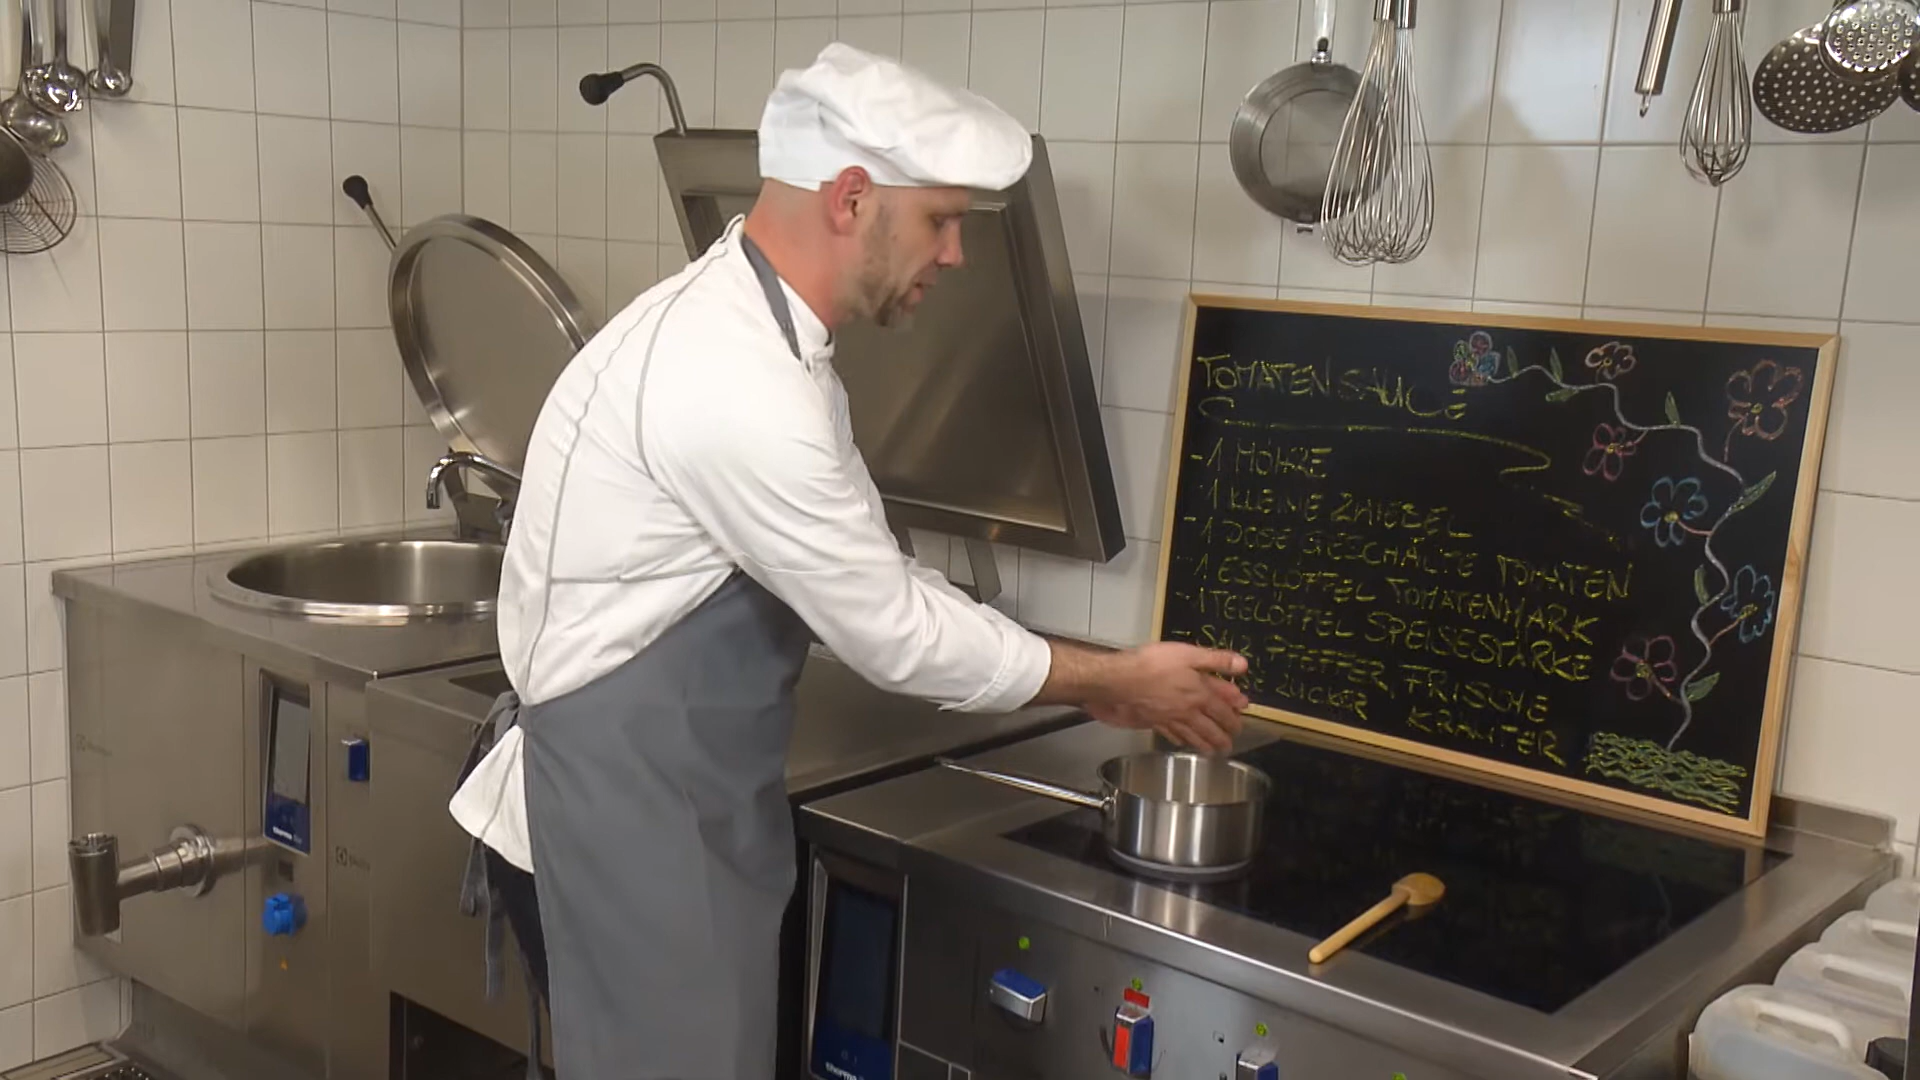 TOMATENSAUCE
-1 MÖHRE
-1 KLEINE ZWIEBEL
-1 DOSE GESCHÄLTE TOMATEN
-1 ESSLÖFFEL TOMATENMARK
-1 TEELÖFFEL SPEISESTÄRKE
-SALZ, PFEFFER, FRISCHE
ZUCKER KRÄUTER
therma